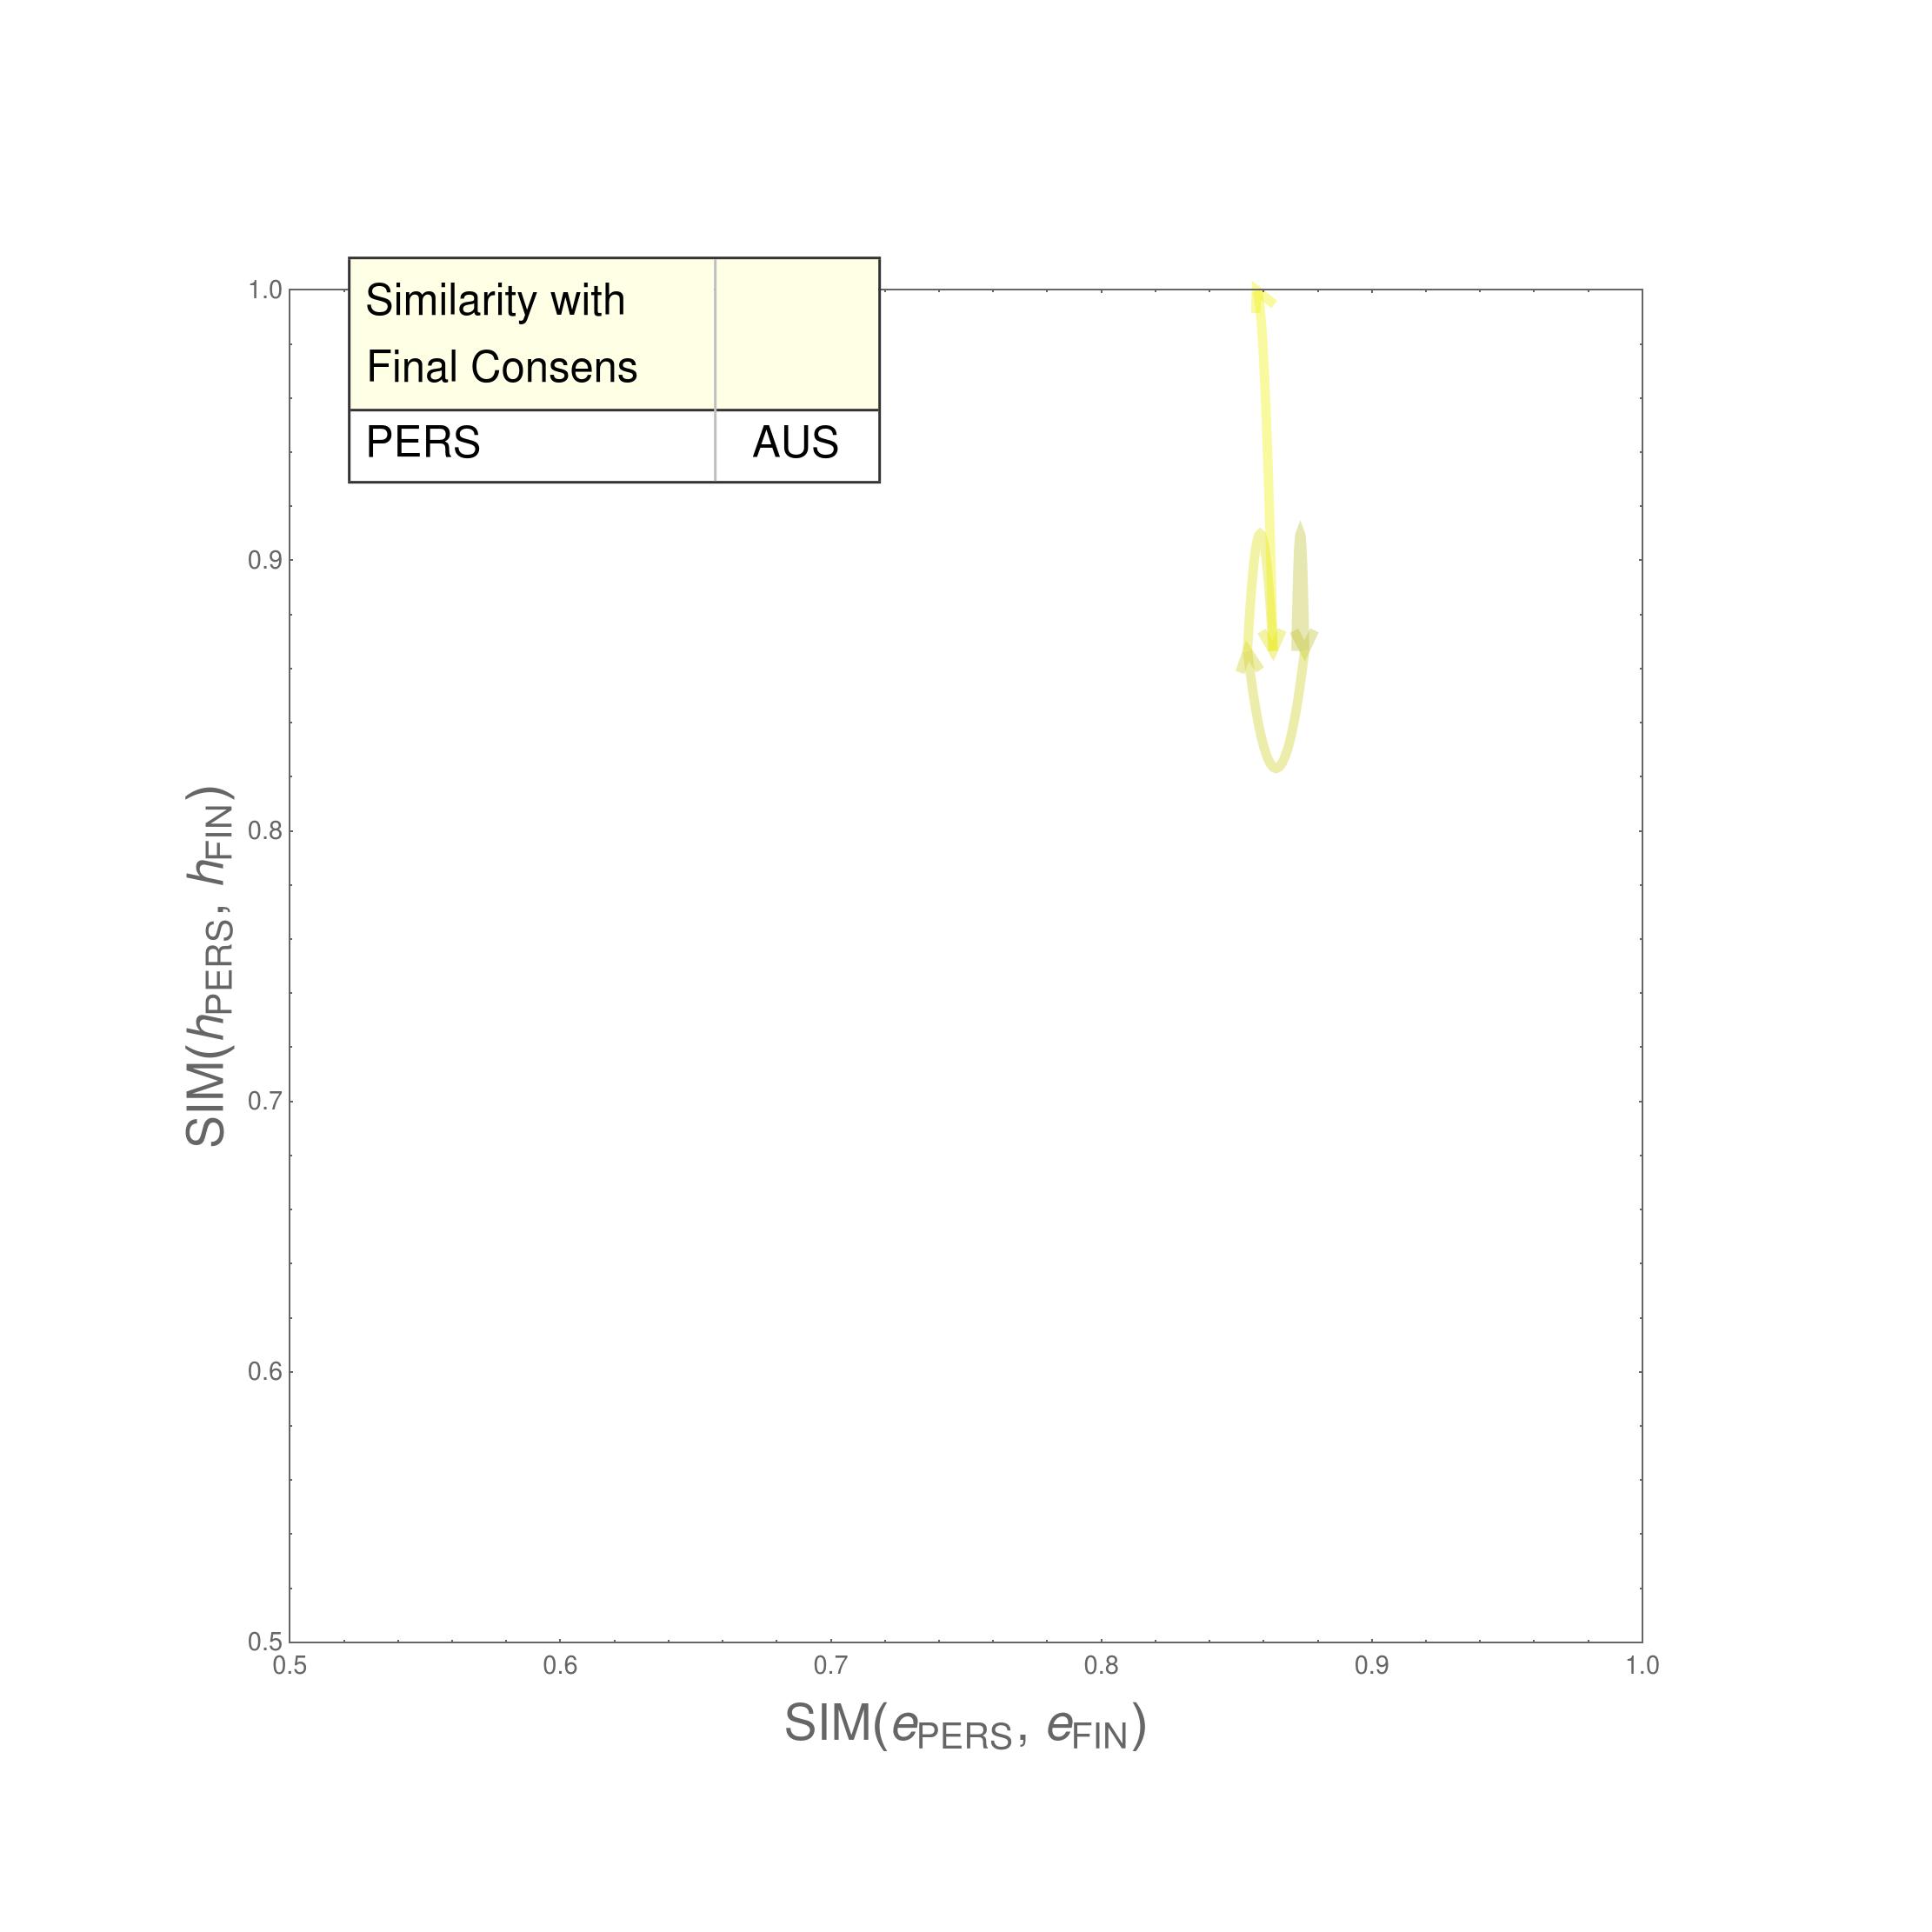 Similarity with
Final Consens
PERS AUS
1.0
0.9
0.8
0.7
0.6
0.5
SIM(hPERS, hFIN)
0.5 0.6 0.7 0.8 0.9 1.0
SIM(ePERS, eFIN)